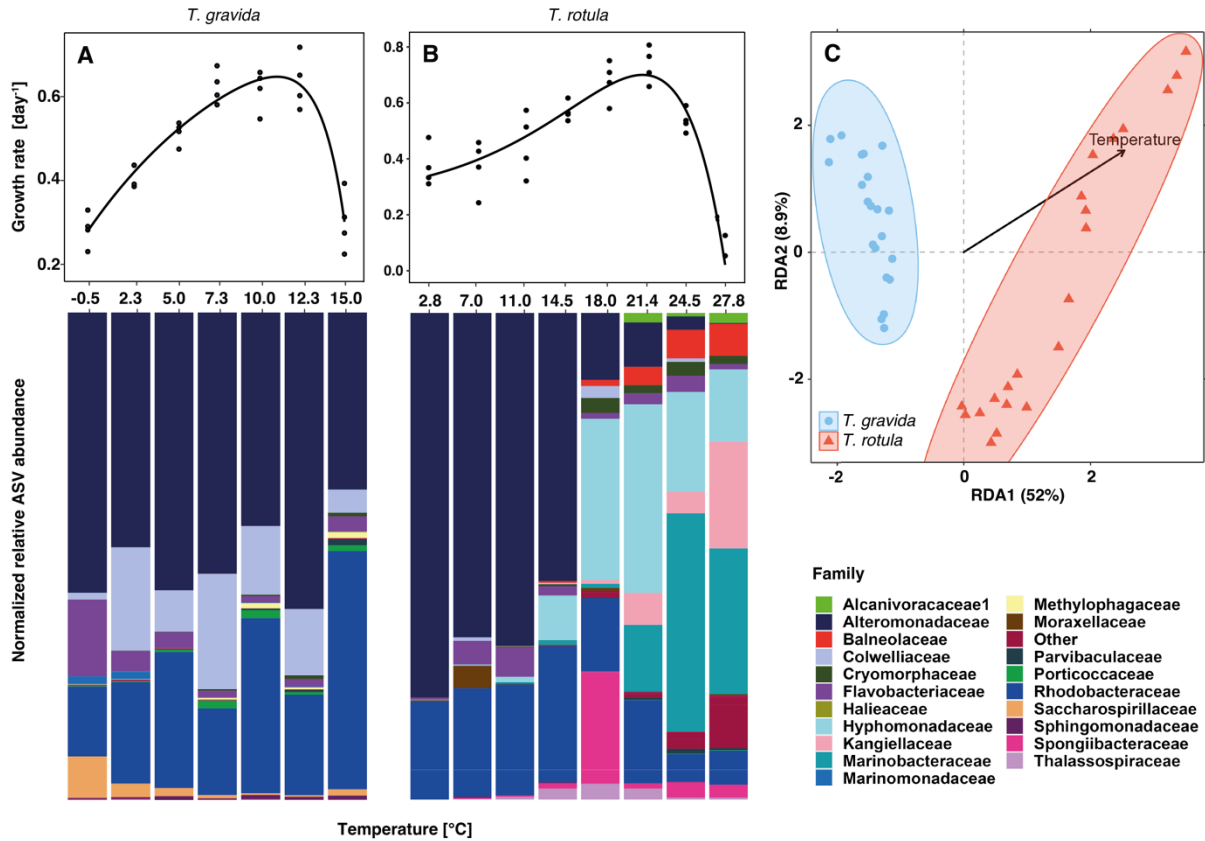 T. gravida
T. rotula
A
B
C
Growth rate [day⁻¹]
0.6
0.4
0.2
0.8
0.6
0.4
0.2
0.0
-0.5 2.3 5.0 7.3 10.0 12.3 15.0
2.8 7.0 11.0 14.5 18.0 21.4 24.5 27.8
Normalized relative ASV abundance
Temperature [°C]
RDA2 (8.9%)
2
0
-2
Temperature
T. gravida
T. rotula
-2 0 2
RDA1 (52%)
Family
Alcanivoracaceae1
Alteromonadaceae
Balneolaceae
Colwelliaceae
Cryomorphaceae
Flavobacteriaceae
Halieaceae
Hyphomonadaceae
Kangiellaceae
Marinobacteraceae
Marinomonadaceae
Methylophagaceae
Moraxellaceae
Other
Parvibaculaceae
Porticoccaceae
Rhodobacteraceae
Saccharospirillaceae
Sphingomonadaceae
Spongiibacteraceae
Thalassospiraceae